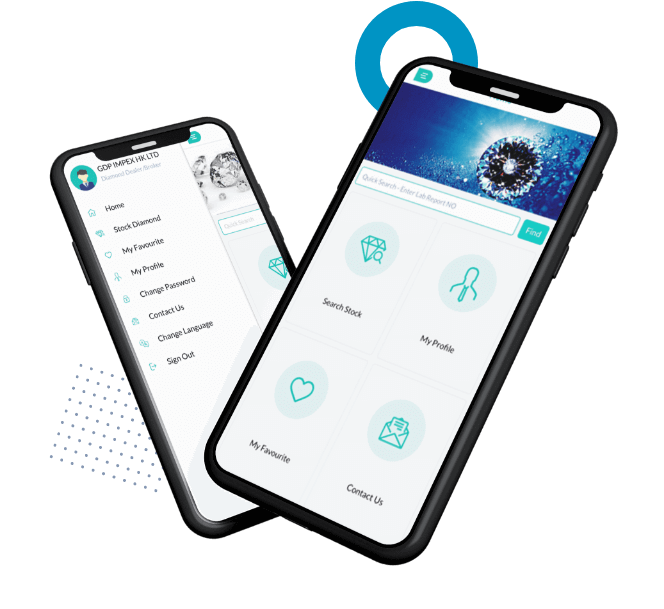 GDP IMPEX HK LTD
Diamond Dealer/Broker
Home
Stock Diamond
My Favourite
My Profile
Change Password
Contact Us
Change Language
Sign Out
Quick Search
Quick Search - Enter Lab Report NO
Find
Search Stock
My Profile
My Favourite
Contact Us